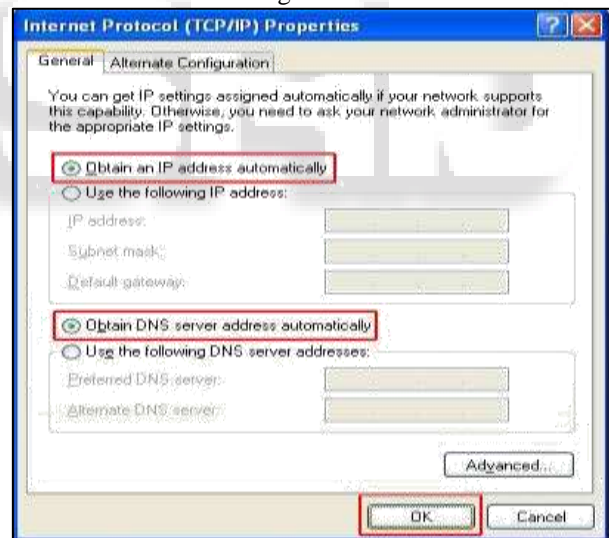 Internet Protocol (TCP/IP) Properties
General Alternate Configuration
You can get IP settings assigned automatically if your network supports
this capability. Otherwise, you need to ask your network administrator for
the appropriate IP settings.
Obtain an IP address automatically
Use the following IP address:
IP address:
Subnet mask:
Default gateway:
Obtain DNS server address automatically
Use the following DNS server addresses:
Preferred DNS server:
Alternate DNS server:
Advanced...
OK Cancel